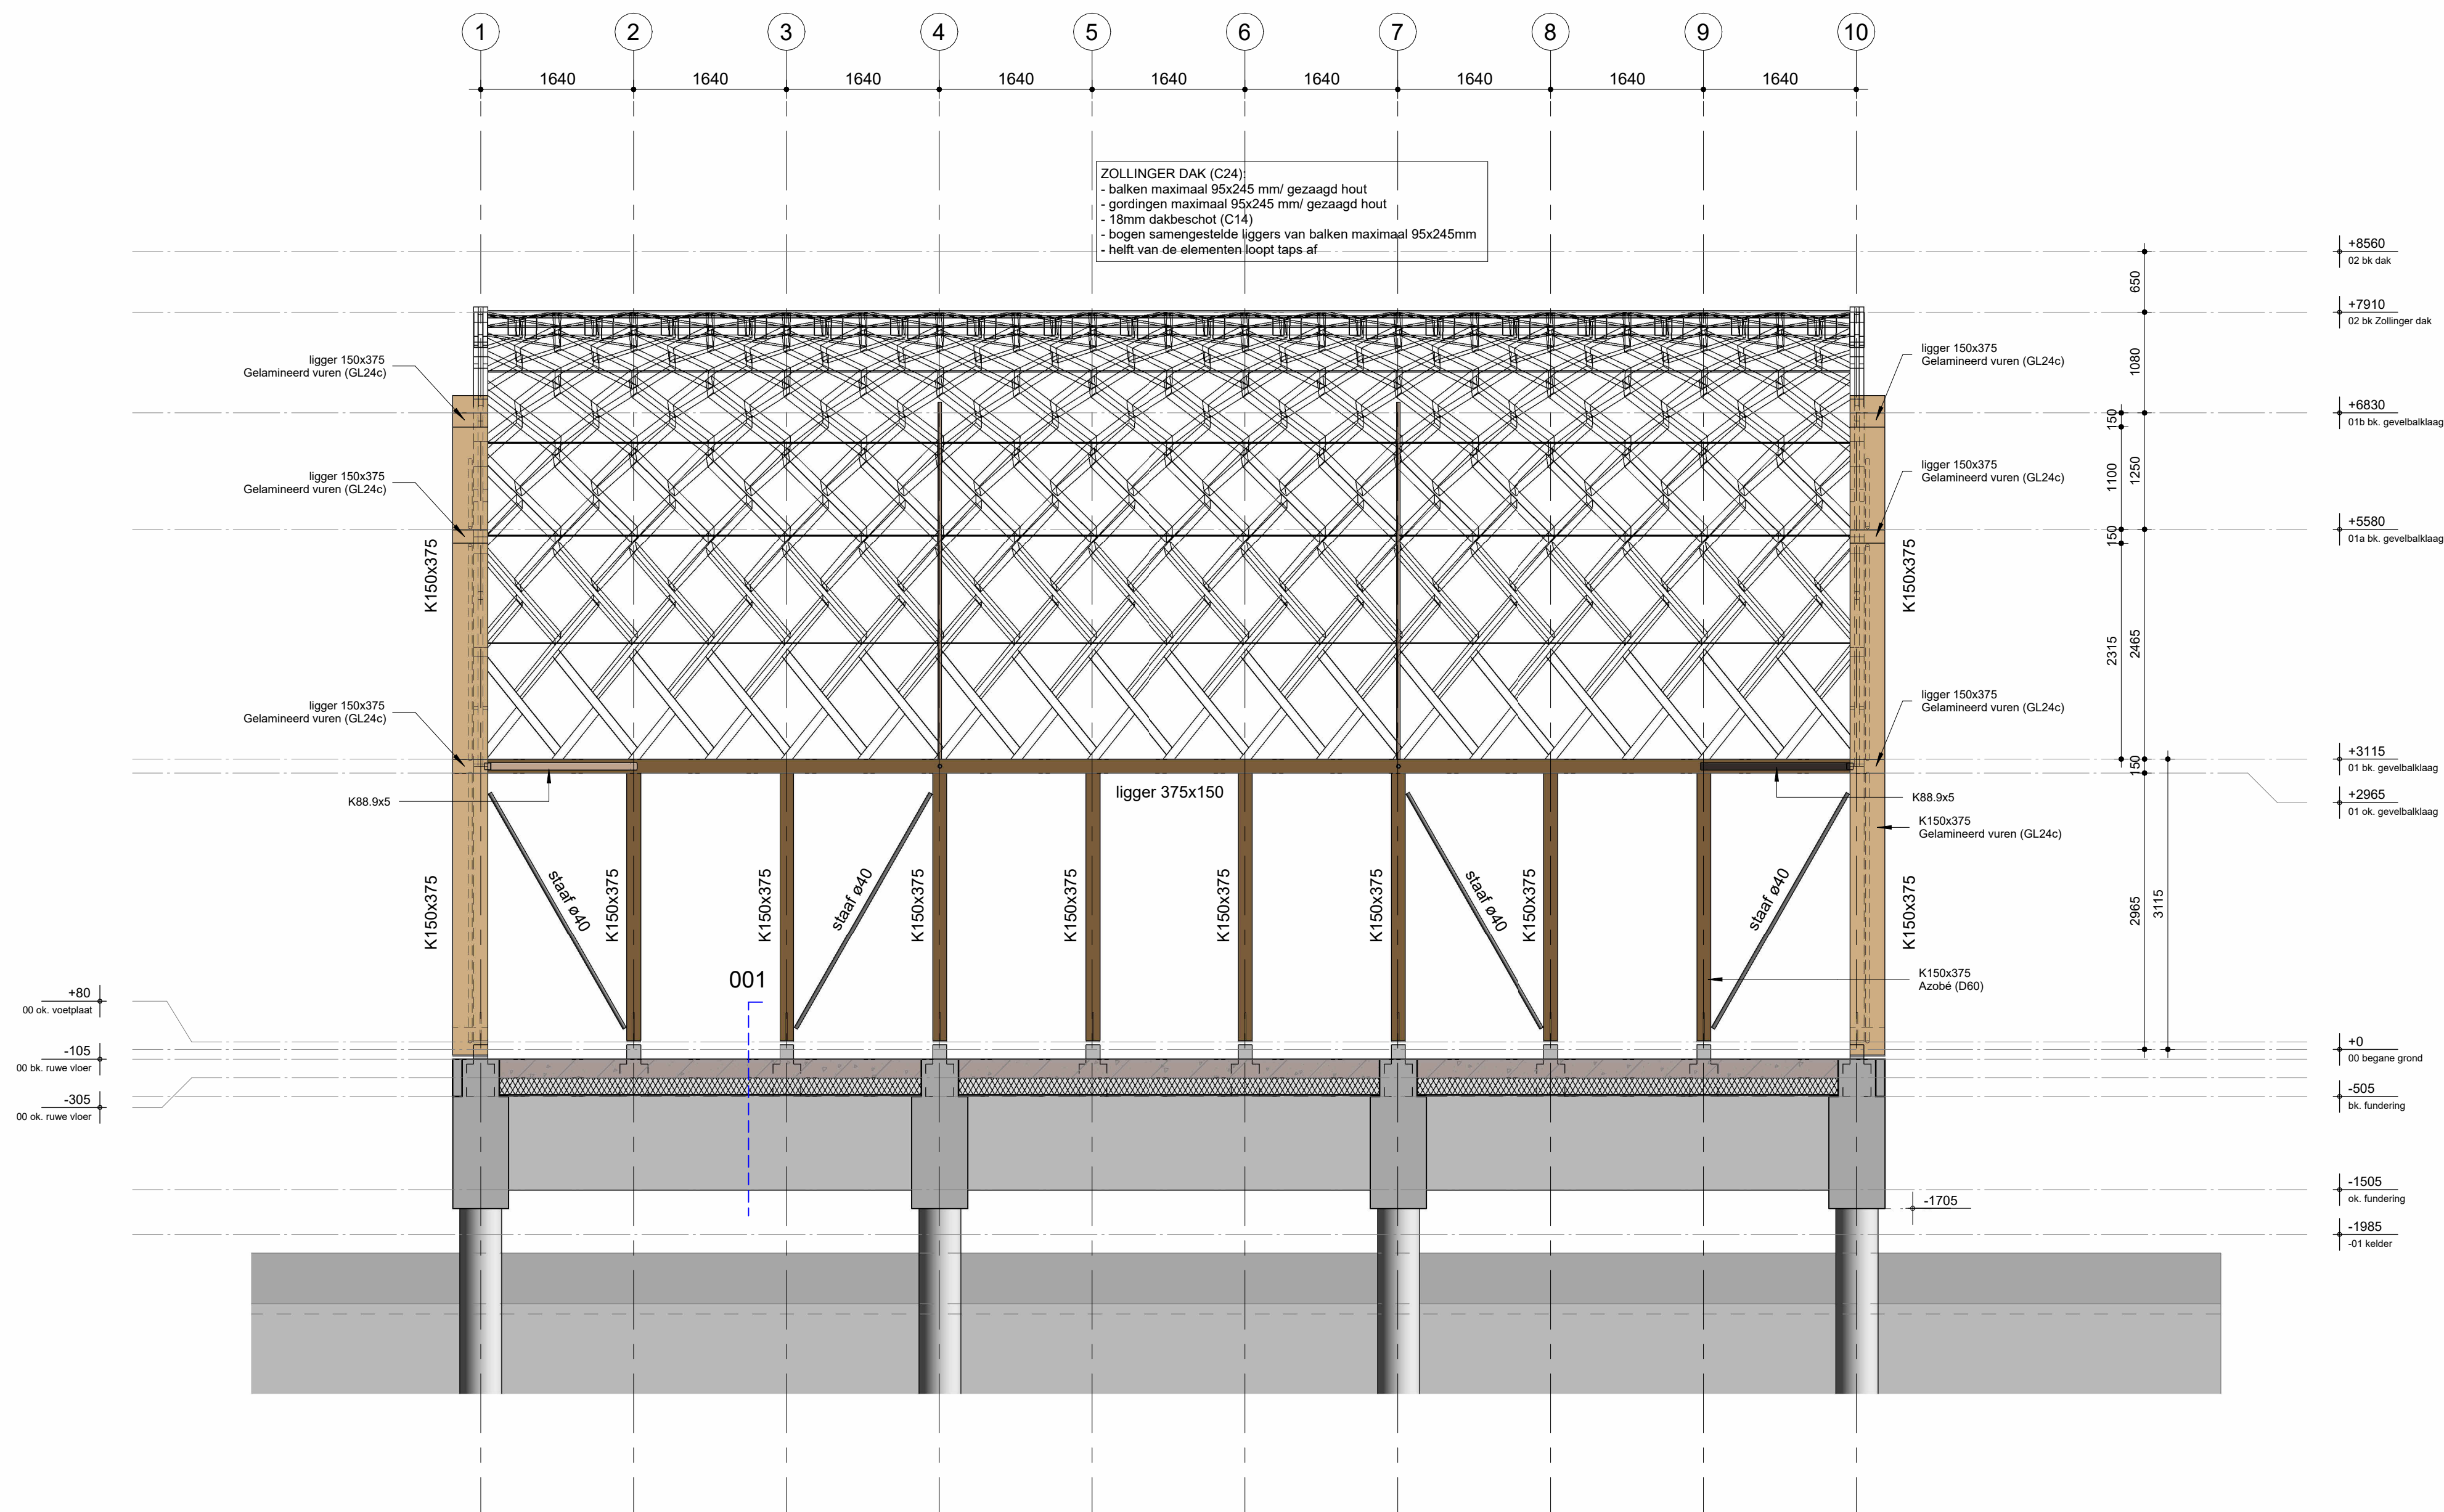 1 2 3 4 5 6 7 8 9 10
1640 1640 1640 1640 1640 1640 1640 1640 1640
ZOLLINGER DAK (C24):
- balken maximaal 95x245 mm/ gezaagd hout
- gordingen maximaal 95x245 mm/ gezaagd hout
- 18mm dakbeschot (C14)
- bogen samengestelde liggers van balken maximaal 95x245mm
- helft van de elementen loopt taps af
+8560
02 bk dak
650
+7910
02 bk Zollinger dak
1080
ligger 150x375
Gelamineerd vuren (GL24c)
ligger 150x375
Gelamineerd vuren (GL24c)
+6830
01b bk. gevelbalklaag
150
1100
1250
ligger 150x375
Gelamineerd vuren (GL24c)
ligger 150x375
Gelamineerd vuren (GL24c)
+5580
01a bk. gevelbalklaag
150
K150x375
K150x375
2315
2465
ligger 150x375
Gelamineerd vuren (GL24c)
ligger 150x375
Gelamineerd vuren (GL24c)
+3115
01 bk. gevelbalklaag
150
K88.9x5
ligger 375x150
K88.9x5
+2965
01 ok. gevelbalklaag
K150x375
Gelamineerd vuren (GL24c)
K150x375
staaf ø40
K150x375
K150x375
staaf ø40
K150x375
K150x375
K150x375
K150x375
staaf ø40
K150x375
staaf ø40
K150x375
2965
3115
001
K150x375
Azobé (D60)
+80
00 ok. voetplaat
-105
00 bk. ruwe vloer
-305
00 ok. ruwe vloer
+0
00 begane grond
-505
bk. fundering
-1505
ok. fundering
-1705
-1985
-01 kelder